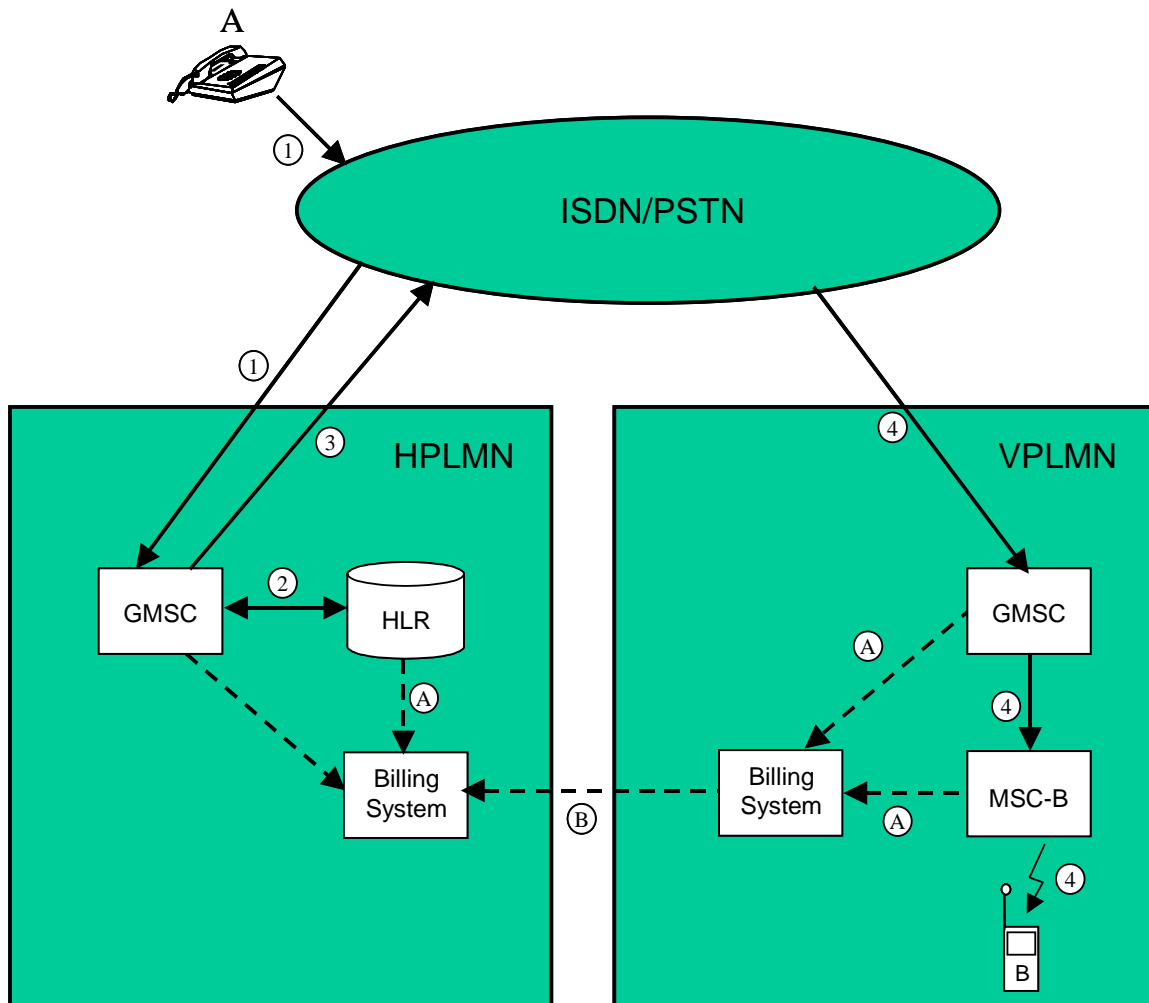 A
1
ISDN/PSTN
1
3
4
HPLMN
VPLMN
2
GMSC
HLR
GMSC
A
A
4
Billing
System
Billing
System
MSC-B
B
A
4
B